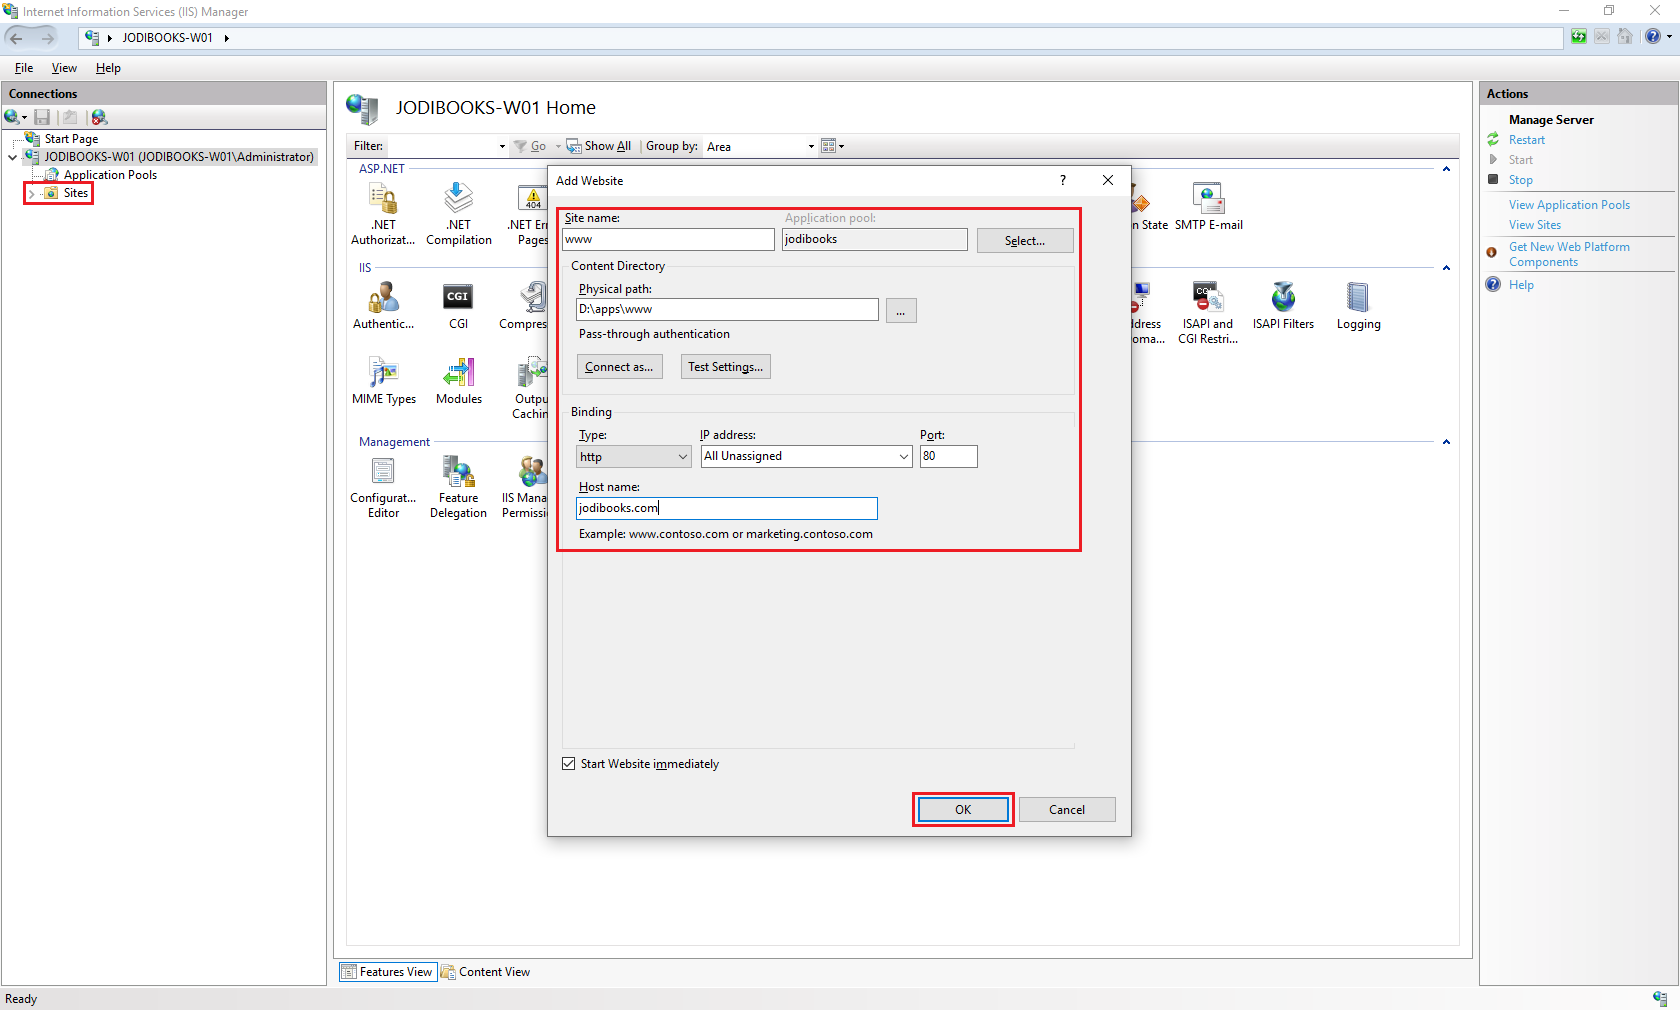 Internet Information Services (IIS) Manager
JODIBOOKS-W01
File View Help
Connections
Start Page
JODIBOOKS-W01 (JODIBOOKS-W01\Administrator)
Application Pools
Sites
JODIBOOKS-W01 Home
Filter: Go Show All Group by: Area
ASP.NET
.NET Authorizat...
.NET Compilation
.NET Err
Pages
n State
SMTP E-mail
IIS
Authentic...
CGI
CGI
Compres
dress
oma...
ISAPI and CGI Restri...
ISAPI Filters
Logging
MIME Types
Modules
Outpu
Cachin
Management
Configurat... Editor
Feature Delegation
IIS Mana
Permissi
404
Add Website
?
Site name:
www
Application pool:
jodibooks
Select...
Content Directory
Physical path:
D:\apps\www
...
Pass-through authentication
Connect as...
Test Settings...
Binding
Type:
IP address:
Port:
http
All Unassigned
80
Host name:
jodibooks.com
Example: www.contoso.com or marketing.contoso.com
Start Website immediately
OK
Cancel
Actions
Manage Server
Restart
Start
Stop
View Application Pools
View Sites
Get New Web Platform
Components
Help
Features View
Content View
Ready